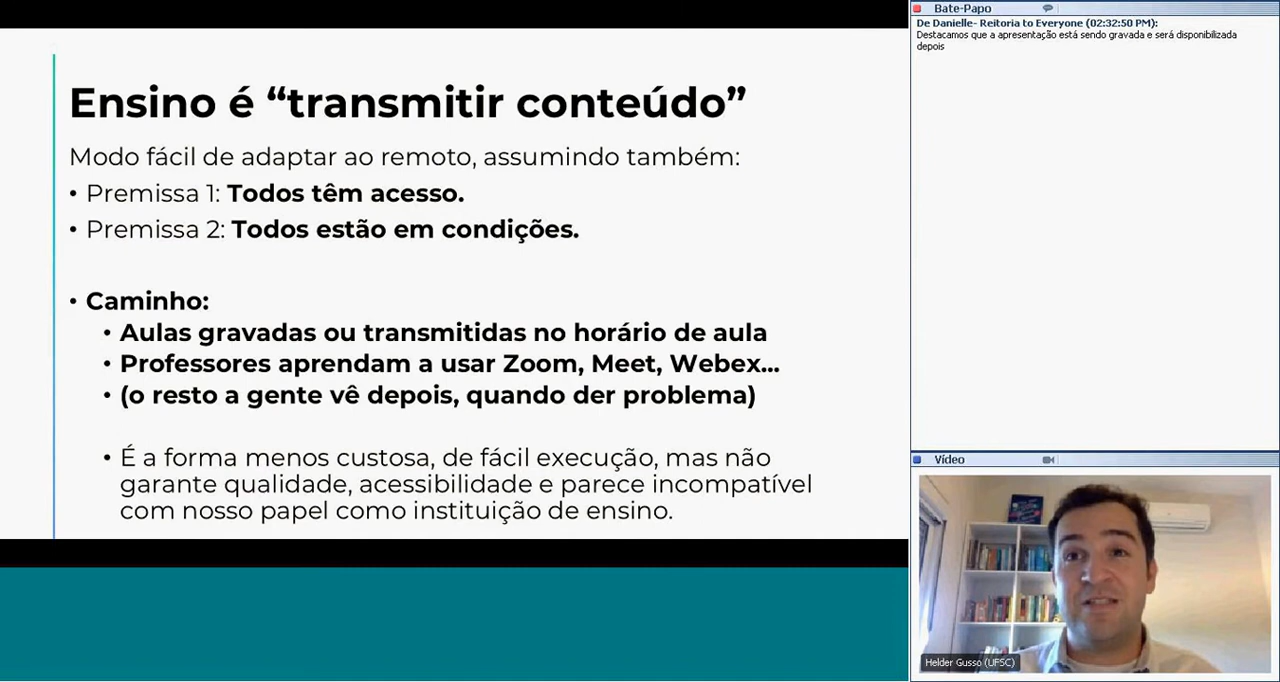 Ensino é “transmitir conteúdo”
Modo fácil de adaptar ao remoto, assumindo também:
• Premissa 1: Todos têm acesso.
• Premissa 2: Todos estão em condições.
• Caminho:
• Aulas gravadas ou transmitidas no horário de aula
• Professores aprendam a usar Zoom, Meet, Webex...
• (o resto a gente vê depois, quando der problema)
• É a forma menos custosa, de fácil execução, mas não
garante qualidade, acessibilidade e parece incompatível
com nosso papel como instituição de ensino.
Bate-Papo
De Danielle- Reitoria to Everyone (02:32:50 PM):
Destacamos que a apresentação está sendo gravada e será disponibilizada
depois
Vídeo
Helder Gusso (UFSC)